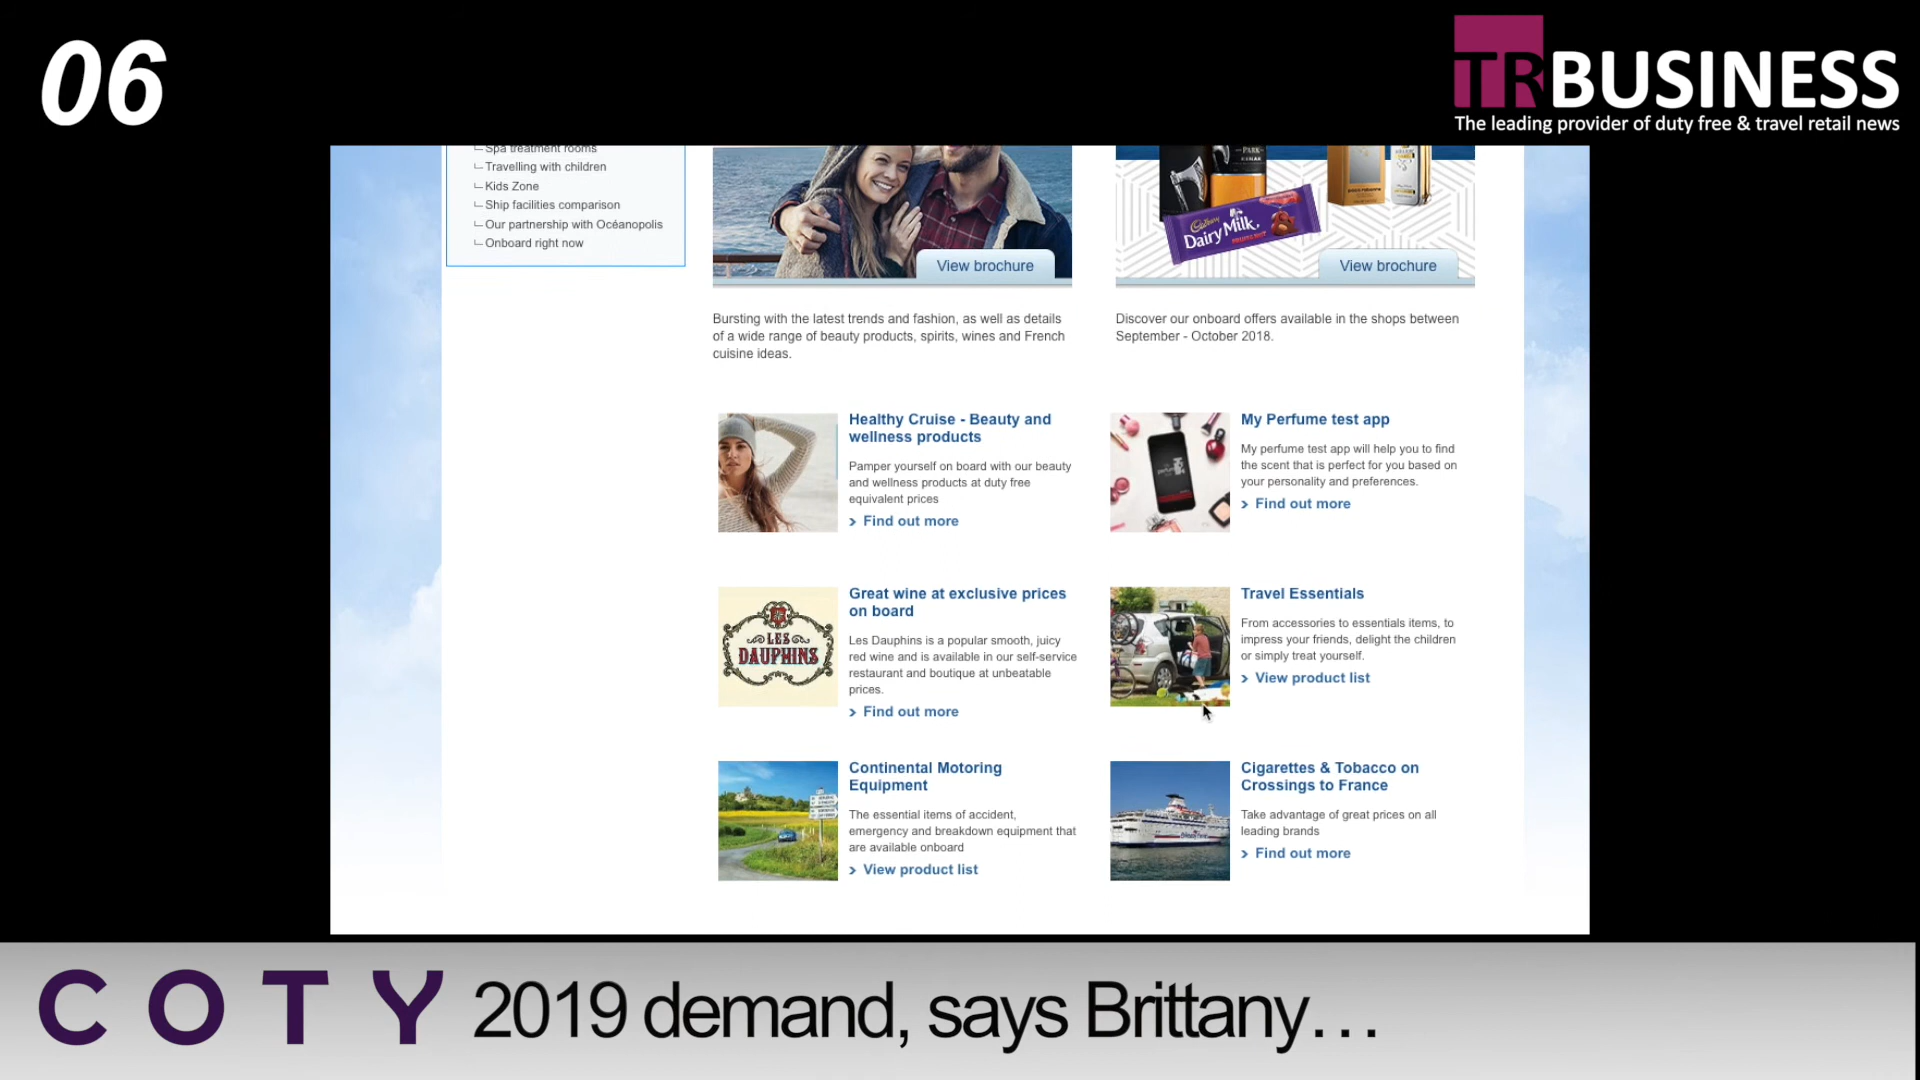 06
TRBUSINESS
The leading provider of duty free & travel retail news
Spa treatment rooms
Travelling with children
Kids Zone
Ship facilities comparison
Our partnership with Océanopolis
Onboard right now
View brochure
Cadbury
Dairy Milk
View brochure
Bursting with the latest trends and fashion, as well as details
of a wide range of beauty products, spirits, wines and French
cuisine ideas.
Discover our onboard offers available in the shops between
September - October 2018.
Healthy Cruise - Beauty and
wellness products
Pamper yourself on board with our beauty
and wellness products at duty free
equivalent prices
> Find out more
My Perfume test app
My perfume test app will help you to find
the scent that is perfect for you based on
your personality and preferences.
> Find out more
LES
DAUPHINS
Great wine at exclusive prices
on board
Les Dauphins is a popular smooth, juicy
red wine and is available in our self-service
restaurant and boutique at unbeatable
prices.
> Find out more
Travel Essentials
From accessories to essentials items, to
impress your friends, delight the children
or simply treat yourself.
> View product list
Continental Motoring
Equipment
The essential items of accident,
emergency and breakdown equipment that
are available onboard
> View product list
Cigarettes & Tobacco on
Crossings to France
Take advantage of great prices on all
leading brands
> Find out more
COTY 2019 demand, says Brittany…